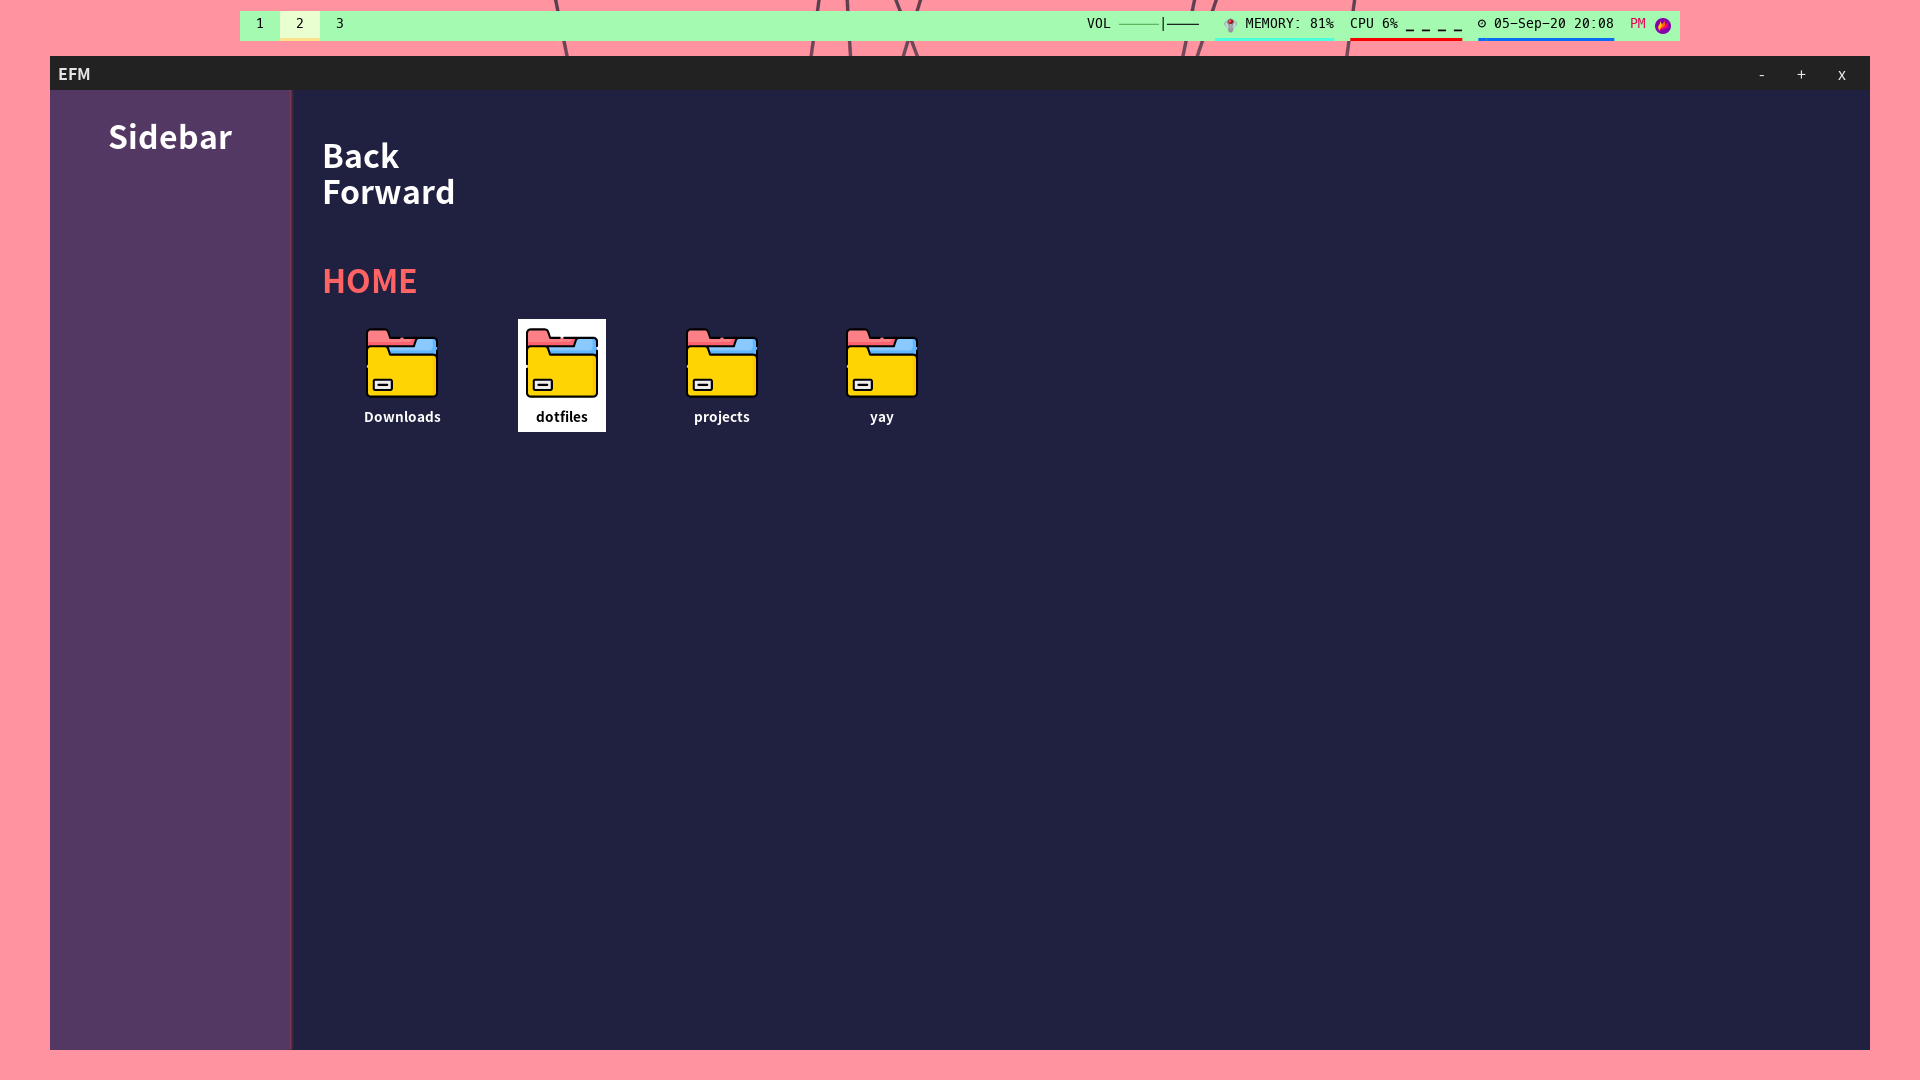 1 2 3 VOL MEMORY: 81% CPU 6% 05-Sep-20 20:08 PM
EFM - + x
Sidebar
Back
Forward
HOME
Downloads dotfiles projects yay